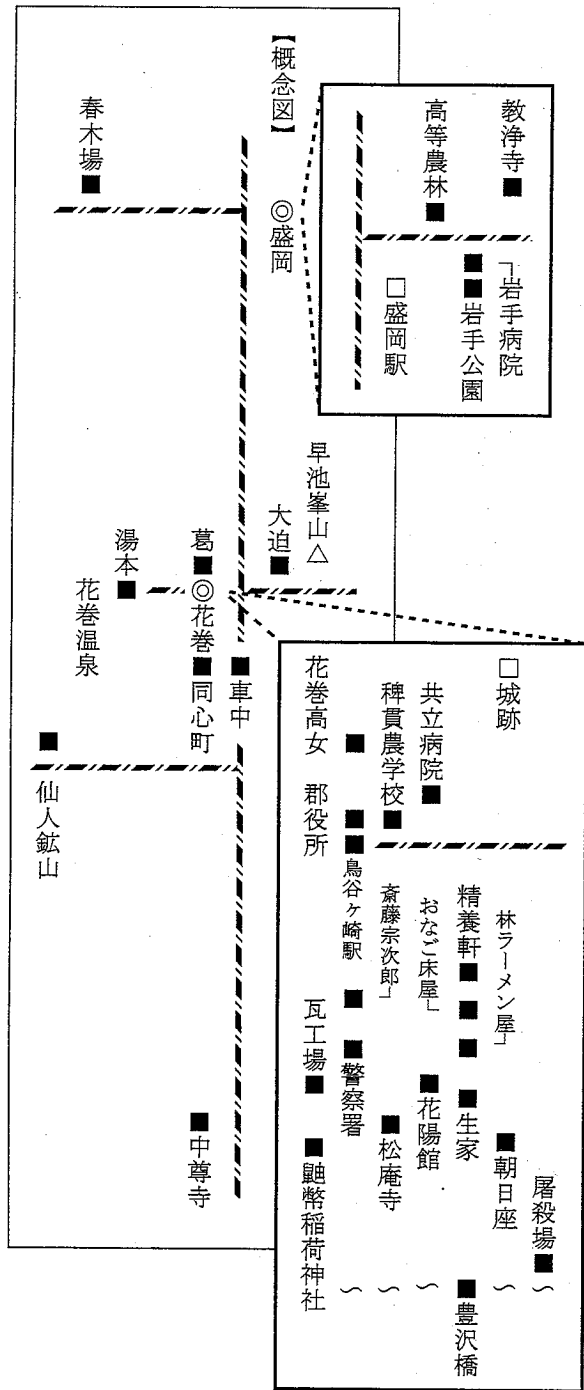 【概念図】
教浄寺■
高等農林■
「岩手病院
■■岩手公園
□盛岡駅
◎盛岡
春木場■
早池峯山△
大迫■
葛■◎花巻■同心町
■車中
湯本■
花巻温泉
■仙人鉱山
■中尊寺
□城跡
共立病院■
稗貫農学校■
■
花巻高女
郡役所
■■鳥谷ヶ崎駅
屠殺場■
林ラーメン屋」
■朝日座
精養軒■■■
■生家
■豊沢橋
おなご床屋」
■花陽館
斎藤宗次郎」
■松庵寺
■■警察署
瓦工場■
■鼬幣稲荷神社